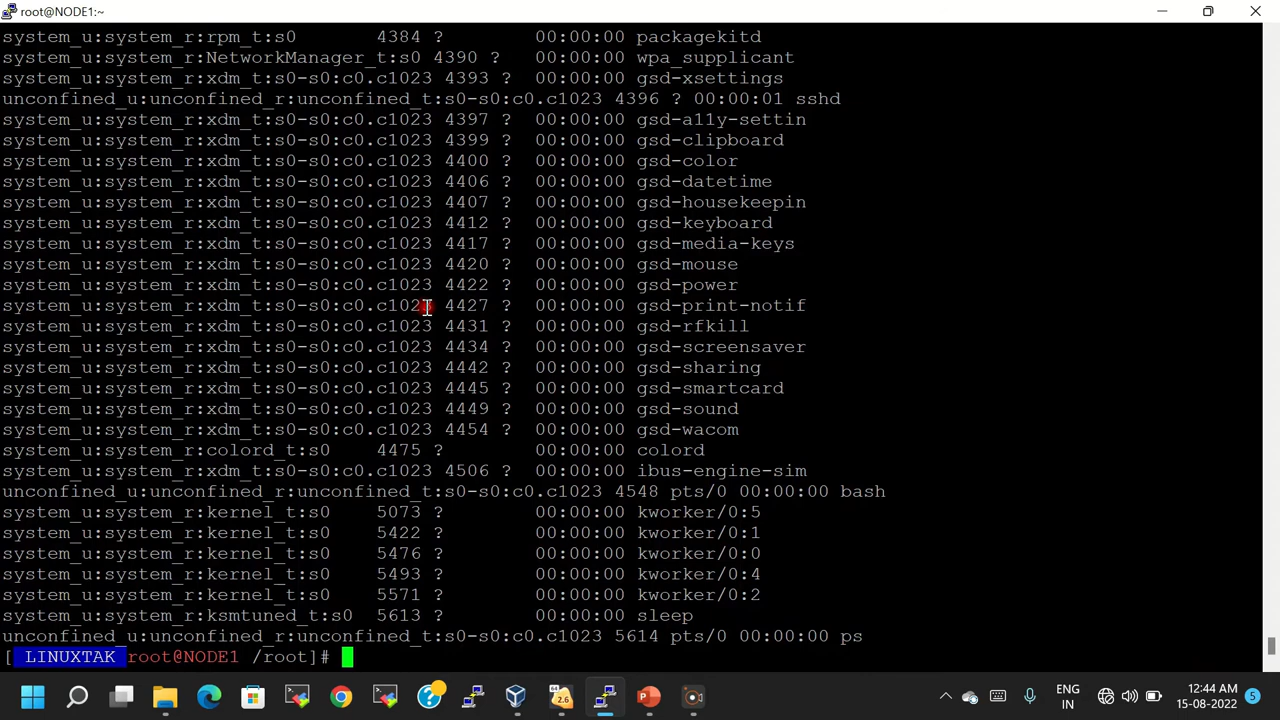 root@NODE1:~
system_u:system_r:rpm_t:s0 4384 ? 00:00:00 packagekitd
system_u:system_r:NetworkManager_t:s0 4390 ? 00:00:00 wpa_supplicant
system_u:system_r:xdm_t:s0-s0:c0.c1023 4393 ? 00:00:00 gsd-xsettings
unconfined_u:unconfined_r:unconfined_t:s0-s0:c0.c1023 4396 ? 00:00:01 sshd
system_u:system_r:xdm_t:s0-s0:c0.c1023 4397 ? 00:00:00 gsd-a11y-settin
system_u:system_r:xdm_t:s0-s0:c0.c1023 4399 ? 00:00:00 gsd-clipboard
system_u:system_r:xdm_t:s0-s0:c0.c1023 4400 ? 00:00:00 gsd-color
system_u:system_r:xdm_t:s0-s0:c0.c1023 4406 ? 00:00:00 gsd-datetime
system_u:system_r:xdm_t:s0-s0:c0.c1023 4407 ? 00:00:00 gsd-housekeepin
system_u:system_r:xdm_t:s0-s0:c0.c1023 4412 ? 00:00:00 gsd-keyboard
system_u:system_r:xdm_t:s0-s0:c0.c1023 4417 ? 00:00:00 gsd-media-keys
system_u:system_r:xdm_t:s0-s0:c0.c1023 4420 ? 00:00:00 gsd-mouse
system_u:system_r:xdm_t:s0-s0:c0.c1023 4422 ? 00:00:00 gsd-power
system_u:system_r:xdm_t:s0-s0:c0.c1023 4427 ? 00:00:00 gsd-print-notif
system_u:system_r:xdm_t:s0-s0:c0.c1023 4431 ? 00:00:00 gsd-rfkill
system_u:system_r:xdm_t:s0-s0:c0.c1023 4434 ? 00:00:00 gsd-screensaver
system_u:system_r:xdm_t:s0-s0:c0.c1023 4442 ? 00:00:00 gsd-sharing
system_u:system_r:xdm_t:s0-s0:c0.c1023 4445 ? 00:00:00 gsd-smartcard
system_u:system_r:xdm_t:s0-s0:c0.c1023 4449 ? 00:00:00 gsd-sound
system_u:system_r:xdm_t:s0-s0:c0.c1023 4454 ? 00:00:00 gsd-wacom
system_u:system_r:colord_t:s0 4475 ? 00:00:00 colord
system_u:system_r:xdm_t:s0-s0:c0.c1023 4506 ? 00:00:00 ibus-engine-sim
unconfined_u:unconfined_r:unconfined_t:s0-s0:c0.c1023 4548 pts/0 00:00:00 bash
system_u:system_r:kernel_t:s0 5073 ? 00:00:00 kworker/0:5
system_u:system_r:kernel_t:s0 5422 ? 00:00:00 kworker/0:1
system_u:system_r:kernel_t:s0 5476 ? 00:00:00 kworker/0:0
system_u:system_r:kernel_t:s0 5493 ? 00:00:00 kworker/0:4
system_u:system_r:kernel_t:s0 5571 ? 00:00:00 kworker/0:2
system_u:system_r:ksmtuned_t:s0 5613 ? 00:00:00 sleep
unconfined_u:unconfined_r:unconfined_t:s0-s0:c0.c1023 5614 pts/0 00:00:00 ps
[ LINUXTAK root@NODE1 /root]#
64
2.6
ENG
IN
12:44 AM
15-08-2022
5